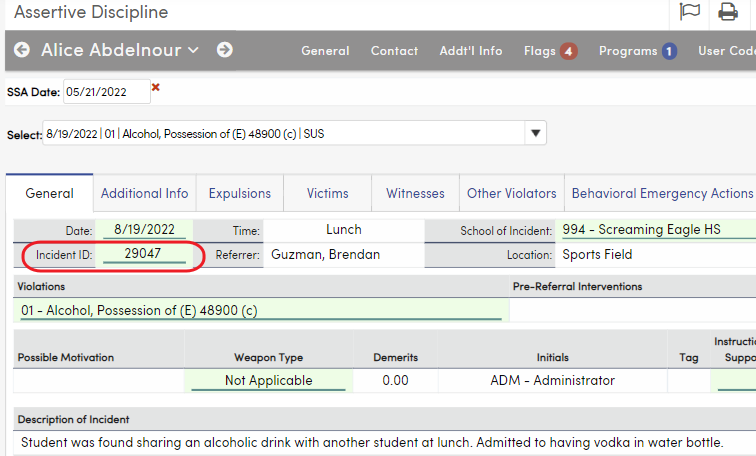 Assertive Discipline
Alice Abdelnour General Contact Addt'l Info Flags 4 Programs 1 User Code
SSA Date: 05/21/2022
Select: 8/19/2022 | 01 | Alcohol, Possession of (E) 48900 (c) | SUS
General Additional Info Expulsions Victims Witnesses Other Violators Behavioral Emergency Actions
Date: 8/19/2022 Time: Lunch School of Incident: 994 - Screaming Eagle HS
Incident ID: 29047 Referrer: Guzman, Brendan Location: Sports Field
Violations Pre-Referral Interventions
01 - Alcohol, Possession of (E) 48900 (c)
Instructio
Possible Motivation Weapon Type Demerits Initials Tag Suppo
Not Applicable 0.00 ADM - Administrator
Description of Incident
Student was found sharing an alcoholic drink with another student at lunch. Admitted to having vodka in water bottle.